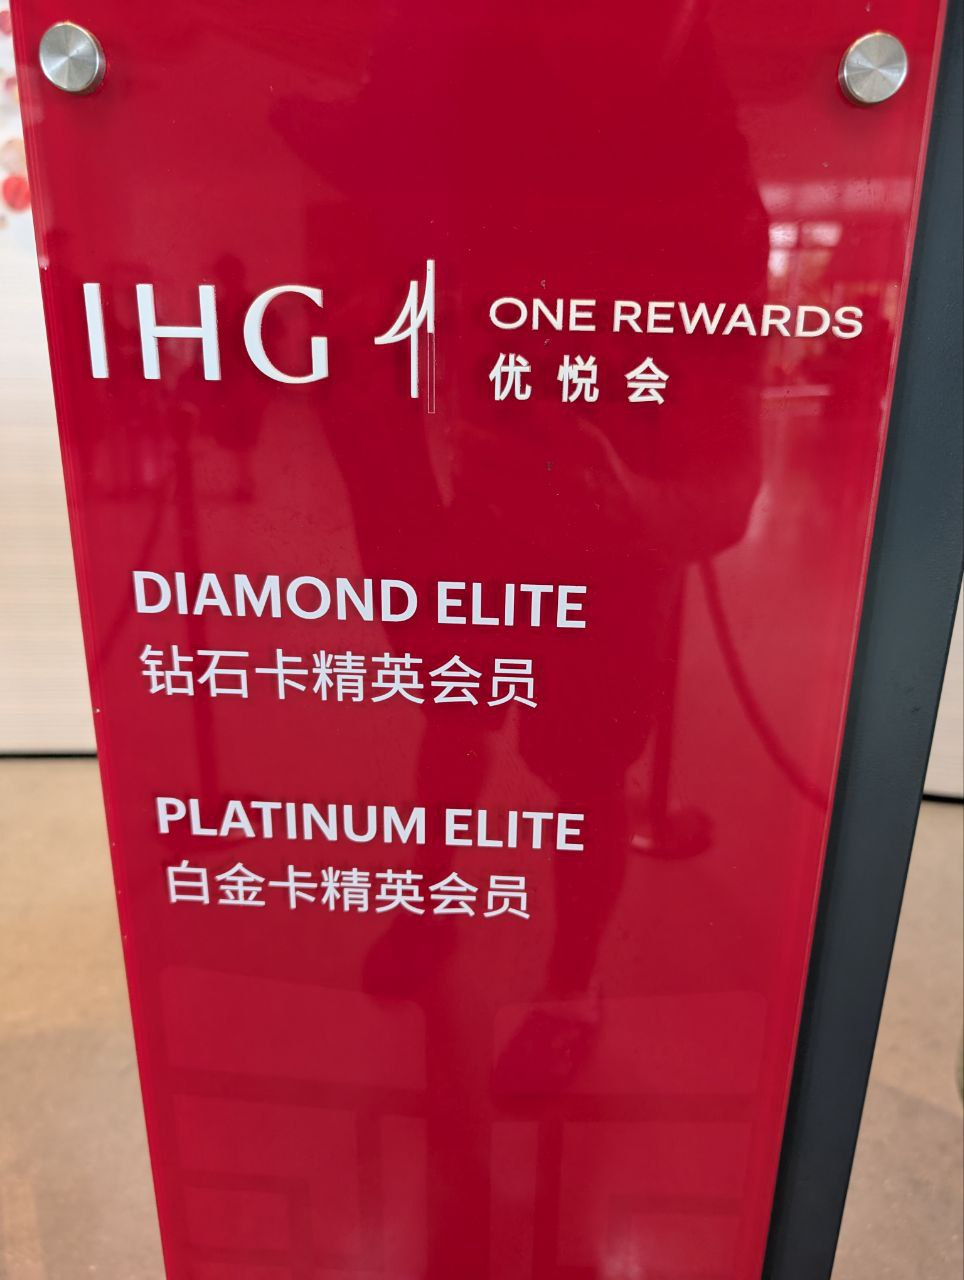 IHG ONE REWARDS
优悦会
DIAMOND ELITE
钻石卡精英会员
PLATINUM ELITE
白金卡精英会员